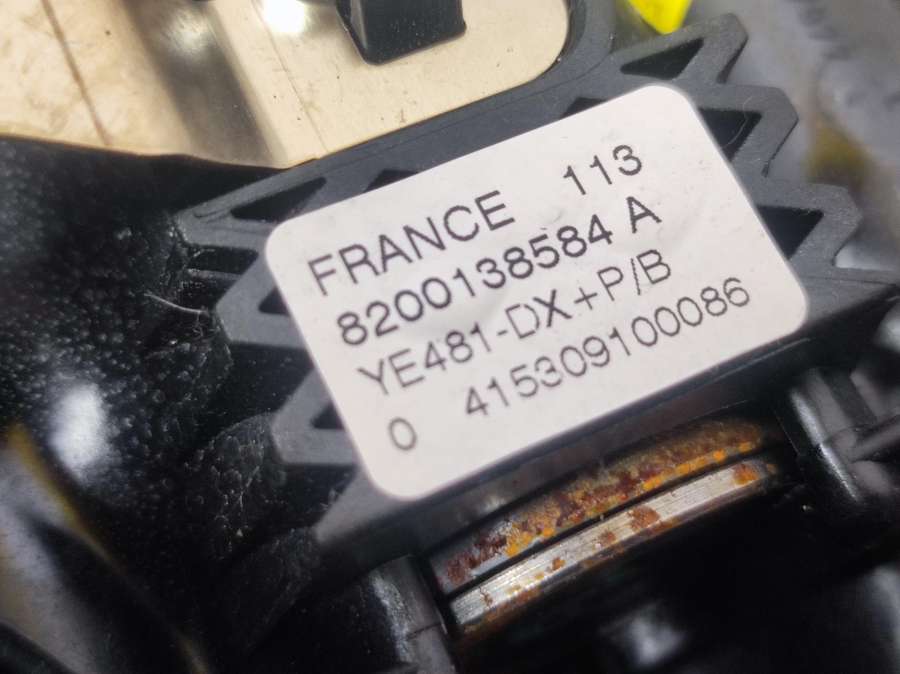 FRANCE 113
8200138584 A
YE481-DX+P/B
0 415309100086